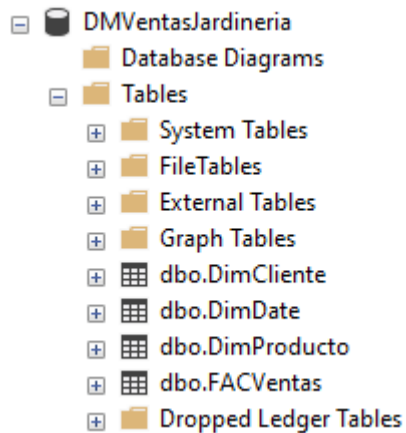 DMVentasJardineria
Database Diagrams
Tables
System Tables
FileTables
External Tables
Graph Tables
dbo.DimCliente
dbo.DimDate
dbo.DimProducto
dbo.FACVentas
Dropped Ledger Tables